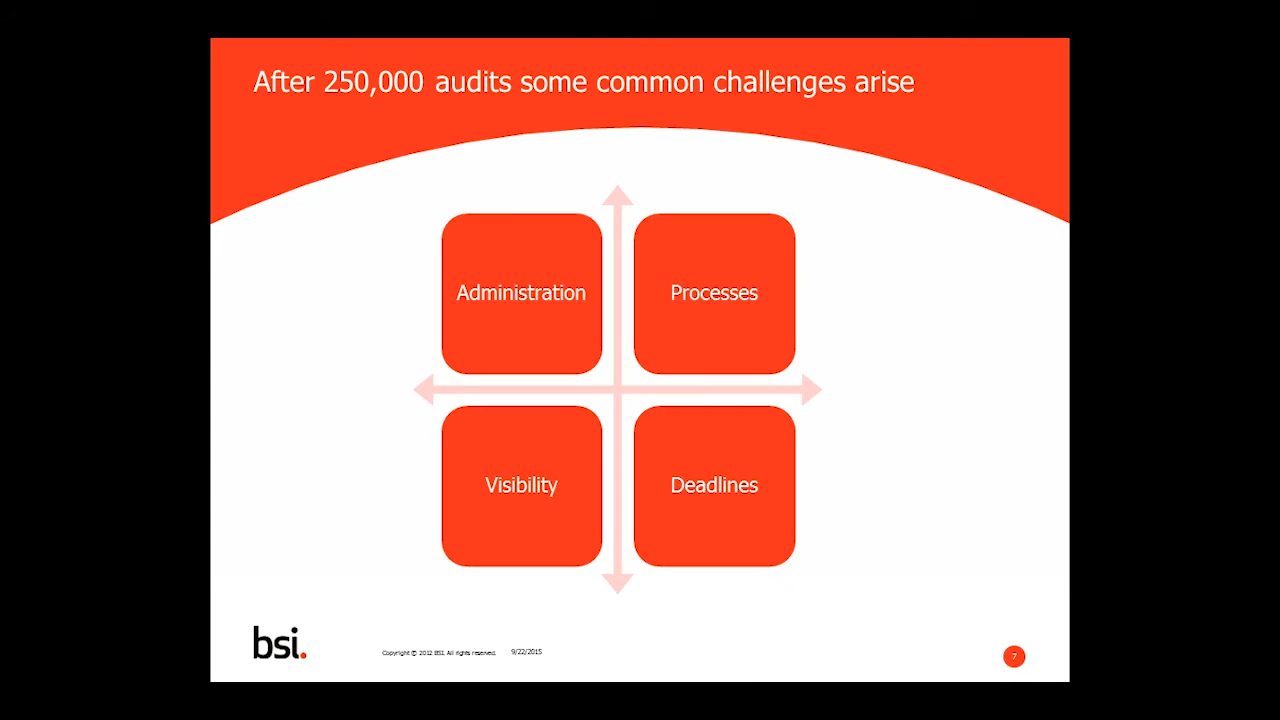 After 250,000 audits some common challenges arise
Administration
Processes
Visibility
Deadlines
bsi.
Copyright © 2012 BSI. All rights reserved.
9/22/2015
7